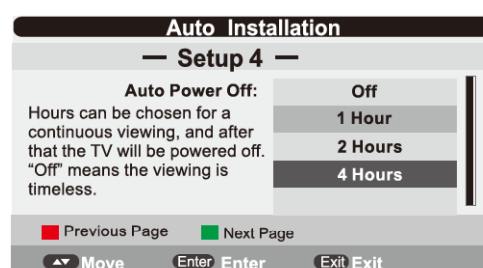 Auto Installation
— Setup 4 —
Auto Power Off:
Hours can be chosen for a
continuous viewing, and after
that the TV will be powered off.
“Off” means the viewing is
timeless.
Off
1 Hour
2 Hours
4 Hours
Previous Page Next Page
Move Enter Enter Exit Exit